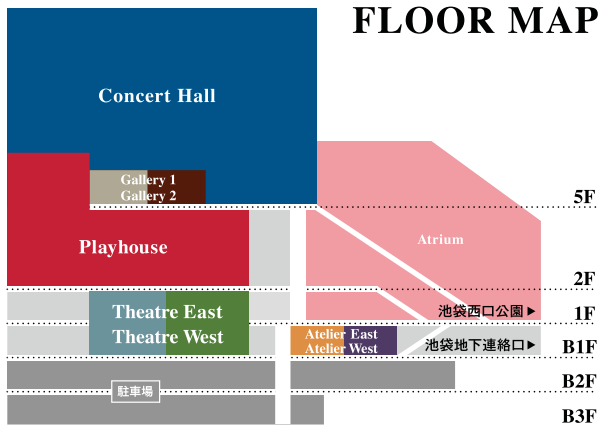 FLOOR MAP
Concert Hall
Gallery 1
Gallery 2
5F
Playhouse
Atrium
2F
Theatre East
Theatre West
池袋西口公園▶
1F
Atelier East
Atelier West
池袋地下連絡口▶
B1F
B2F
駐車場
B3F